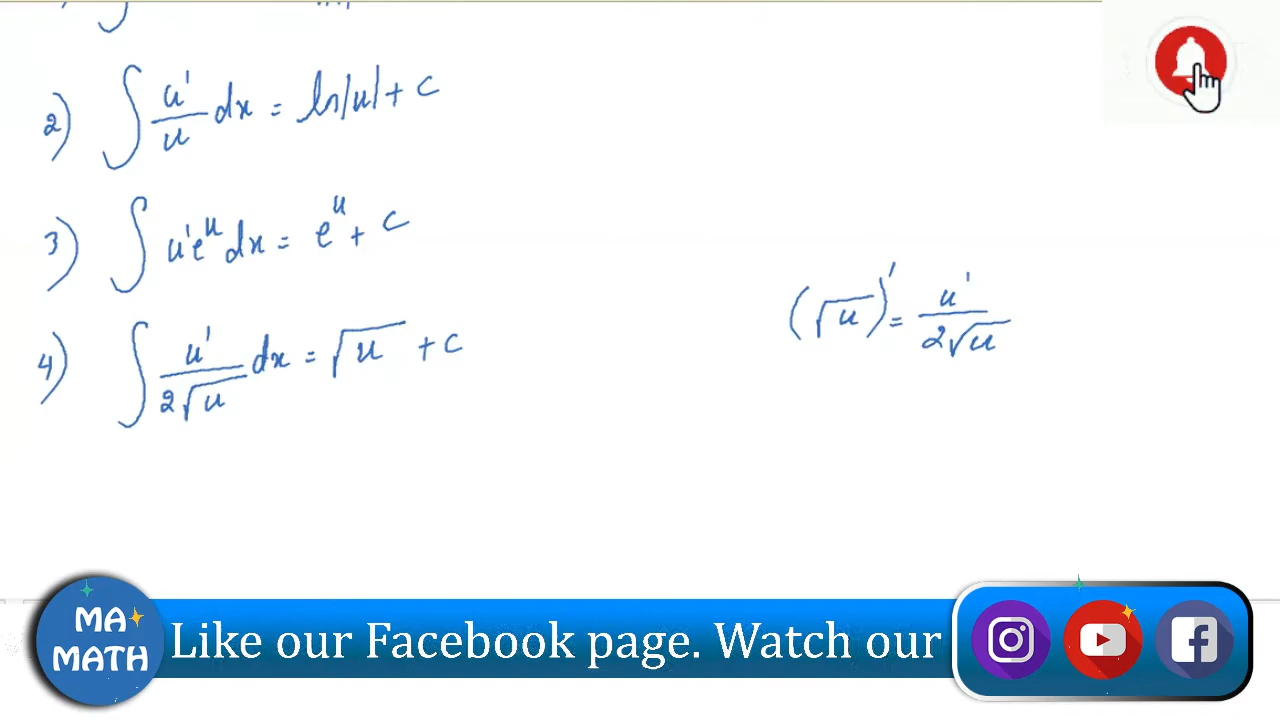 2) ∫ u'/u dx = ln|u| + c
3) ∫ u'e^u dx = e^u + c
(√u)' = u'/2√u
4) ∫ u'/2√u dx = √u + c
MA
MATH
Like our Facebook page. Watch our